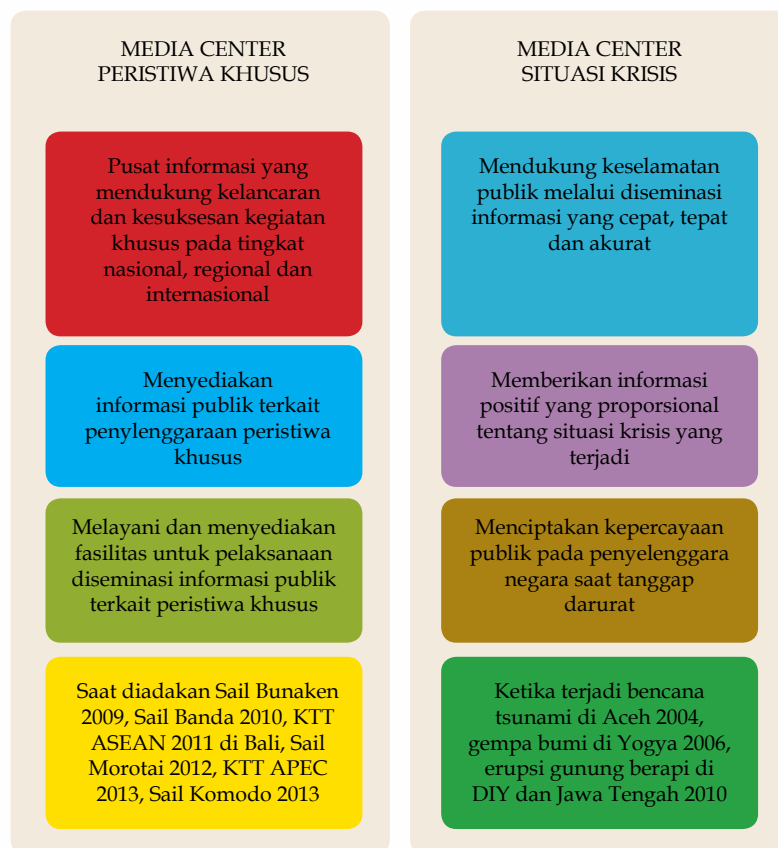 MEDIA CENTER
PERISTIWA KHUSUS
Pusat informasi yang
mendukung kelancaran
dan kesuksesan kegiatan
khusus pada tingkat
nasional, regional dan
internasional
Menyediakan
informasi publik terkait
penylenggaraan peristiwa
khusus
Melayani dan menyediakan
fasilitas untuk pelaksanaan
diseminasi informasi publik
terkait peristiwa khusus
Saat diadakan Sail Bunaken
2009, Sail Banda 2010, KTT
ASEAN 2011 di Bali, Sail
Morotai 2012, KTT APEC
2013, Sail Komodo 2013
MEDIA CENTER
SITUASI KRISIS
Mendukung keselamatan
publik melalui diseminasi
informasi yang cepat, tepat
dan akurat
Memberikan informasi
positif yang proporsional
tentang situasi krisis yang
terjadi
Menciptakan kepercayaan
publik pada penyelenggara
negara saat tanggap
darurat
Ketika terjadi bencana
tsunami di Aceh 2004,
gempa bumi di Yogya 2006,
erupsi gunung berapi di
DIY dan Jawa Tengah 2010